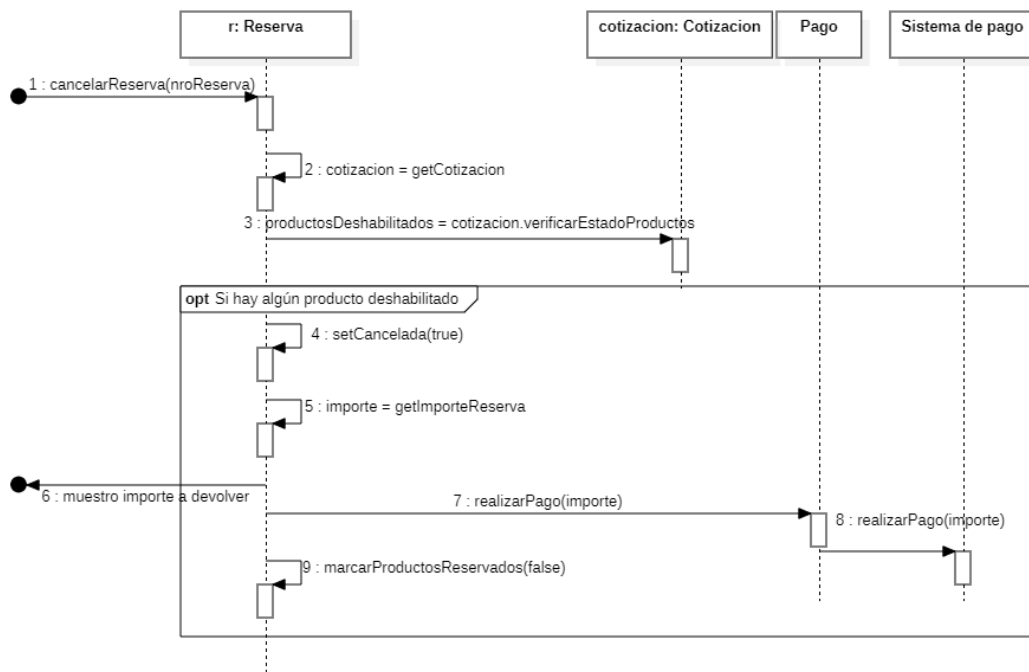 r: Reserva
cotizacion: Cotizacion
Pago
Sistema de pago
1 : cancelarReserva(nroReserva)
2 : cotizacion = getCotizacion
3 : productosDeshabilitados = cotizacion.verificarEstadoProductos
opt Si hay algún producto deshabilitado
4 : setCancelada(true)
5 : importe = getImporteReserva
6 : muestro importe a devolver
7 : realizarPago(importe)
8 : realizarPago(importe)
9 : marcarProductosReservados(false)